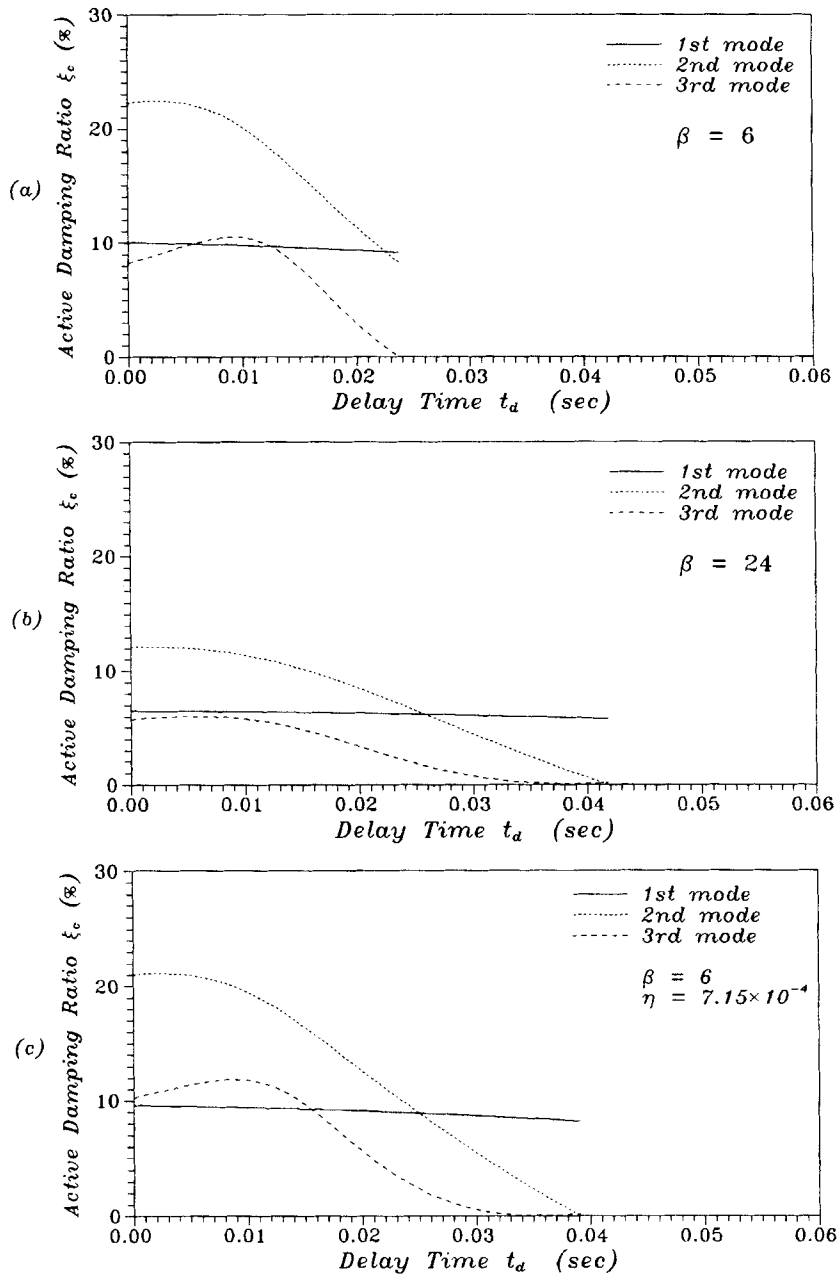 (a)
Active Damping Ratio ξc (%)
30
20
10
0
1st mode
2nd mode
3rd mode
β = 6
0.00 0.01 0.02 0.03 0.04 0.05 0.06
Delay Time td (sec)
(b)
Active Damping Ratio ξc (%)
30
20
10
0
1st mode
2nd mode
3rd mode
β = 24
0.00 0.01 0.02 0.03 0.04 0.05 0.06
Delay Time td (sec)
(c)
Active Damping Ratio ξc (%)
30
20
10
0
1st mode
2nd mode
3rd mode
β = 6
η = 7.15×10⁻⁴
0.00 0.01 0.02 0.03 0.04 0.05 0.06
Delay Time td (sec)